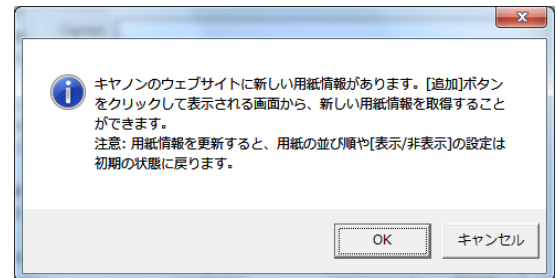 キヤノンのウェブサイトに新しい用紙情報があります。[追加]ボタン
をクリックして表示される画面から、新しい用紙情報を取得すること
ができます。
注意: 用紙情報を更新すると、用紙の並び順や[表示/非表示]の設定は
初期の状態に戻ります。
OK
キャンセル